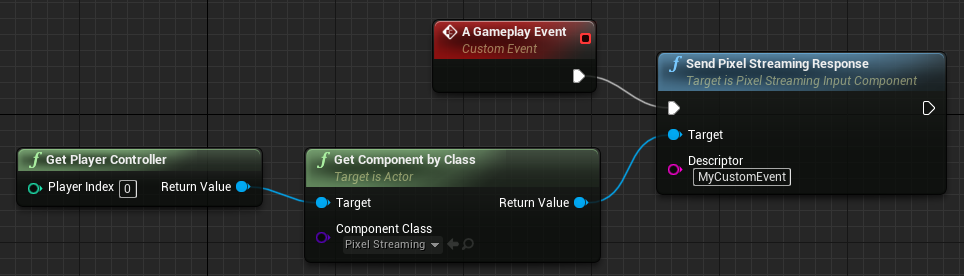 A Gameplay Event
Custom Event
f Send Pixel Streaming Response
Target is Pixel Streaming Input Component
Target
Descriptor
MyCustomEvent
f Get Player Controller
Player Index 0 Return Value
f Get Component by Class
Target is Actor
Target Return Value
Component Class
Pixel Streaming